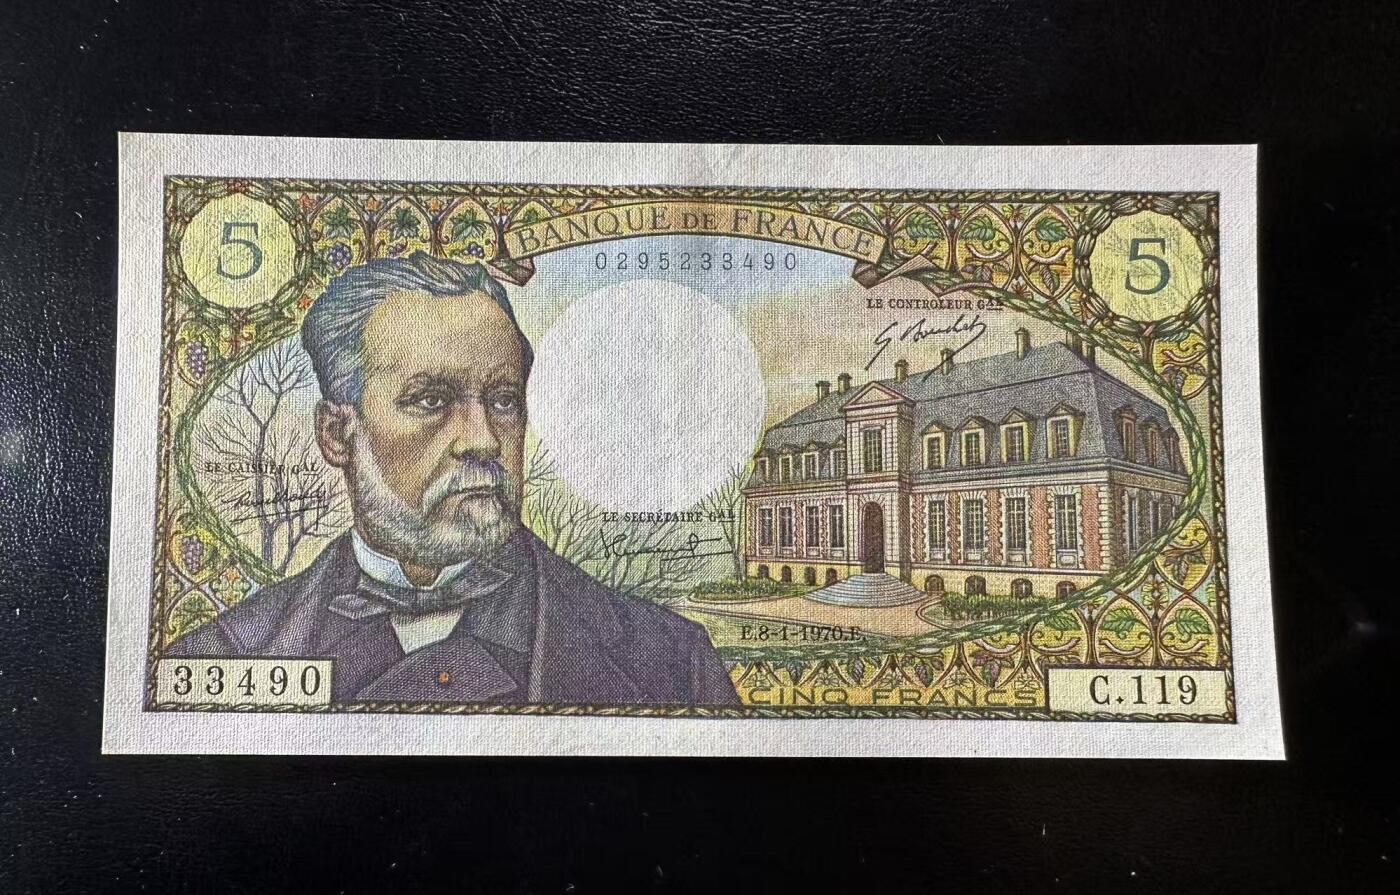 BANQUE DE FRANCE
5
5
0295233490
LE CONTROLEUR GAL
G Bouchet
LE CAISSIER GAL
LE SECRÉTAIRE GAL
E.8-1-1970.E.
33490
CINQ FRANCS
C.119